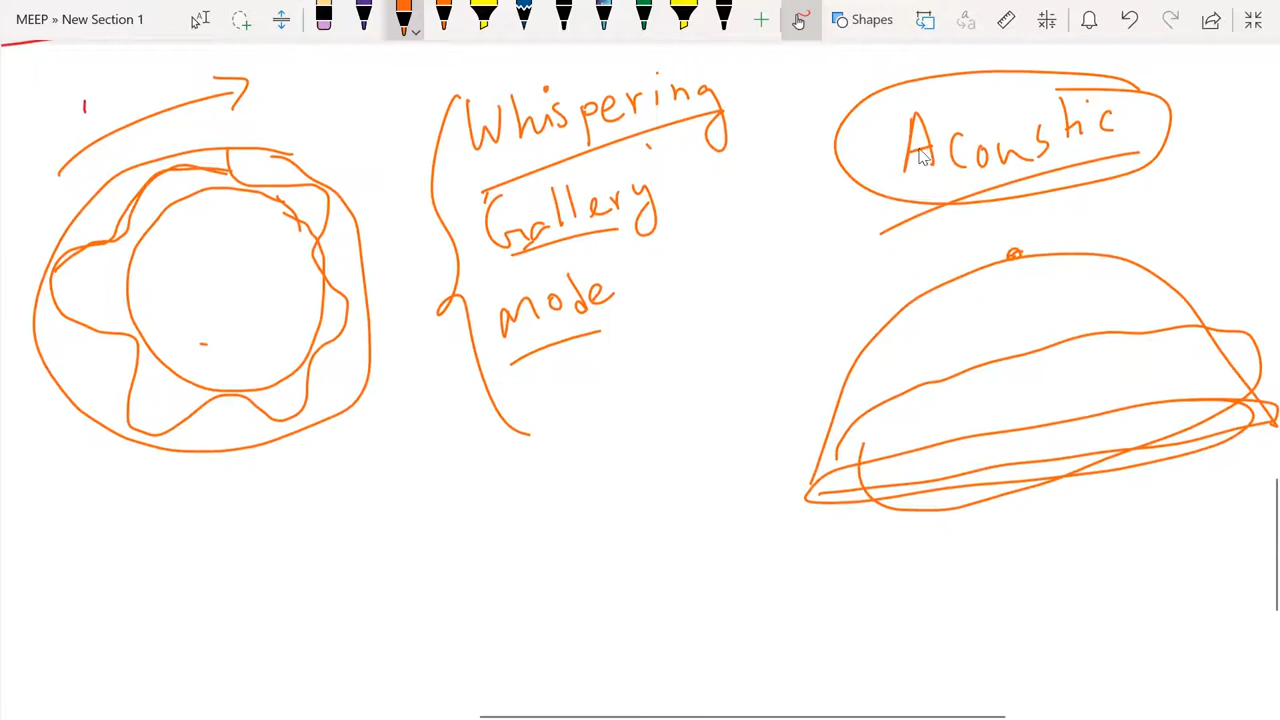 MEEP » New Section 1
Shapes
Whispering
Gallery
mode
Acoustic